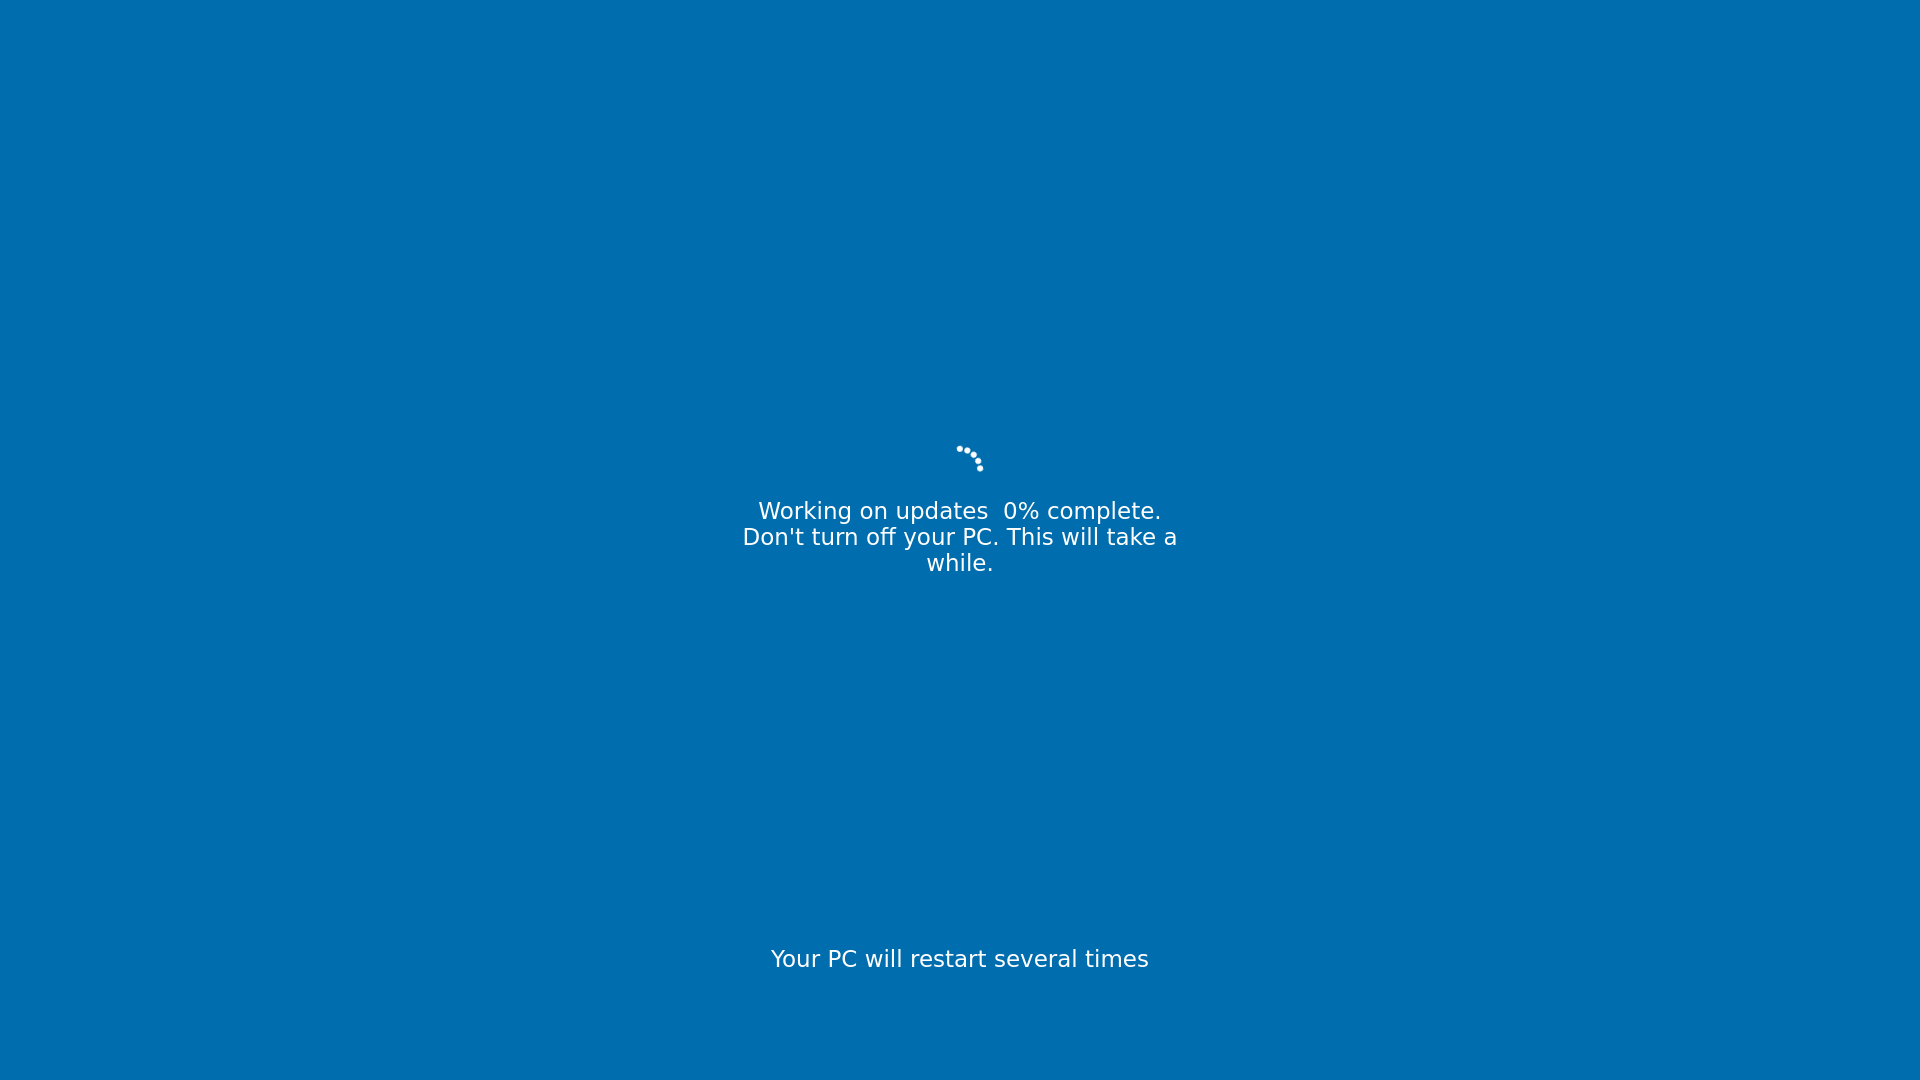 Working on updates  0% complete.
Don't turn off your PC. This will take a
while.
Your PC will restart several times